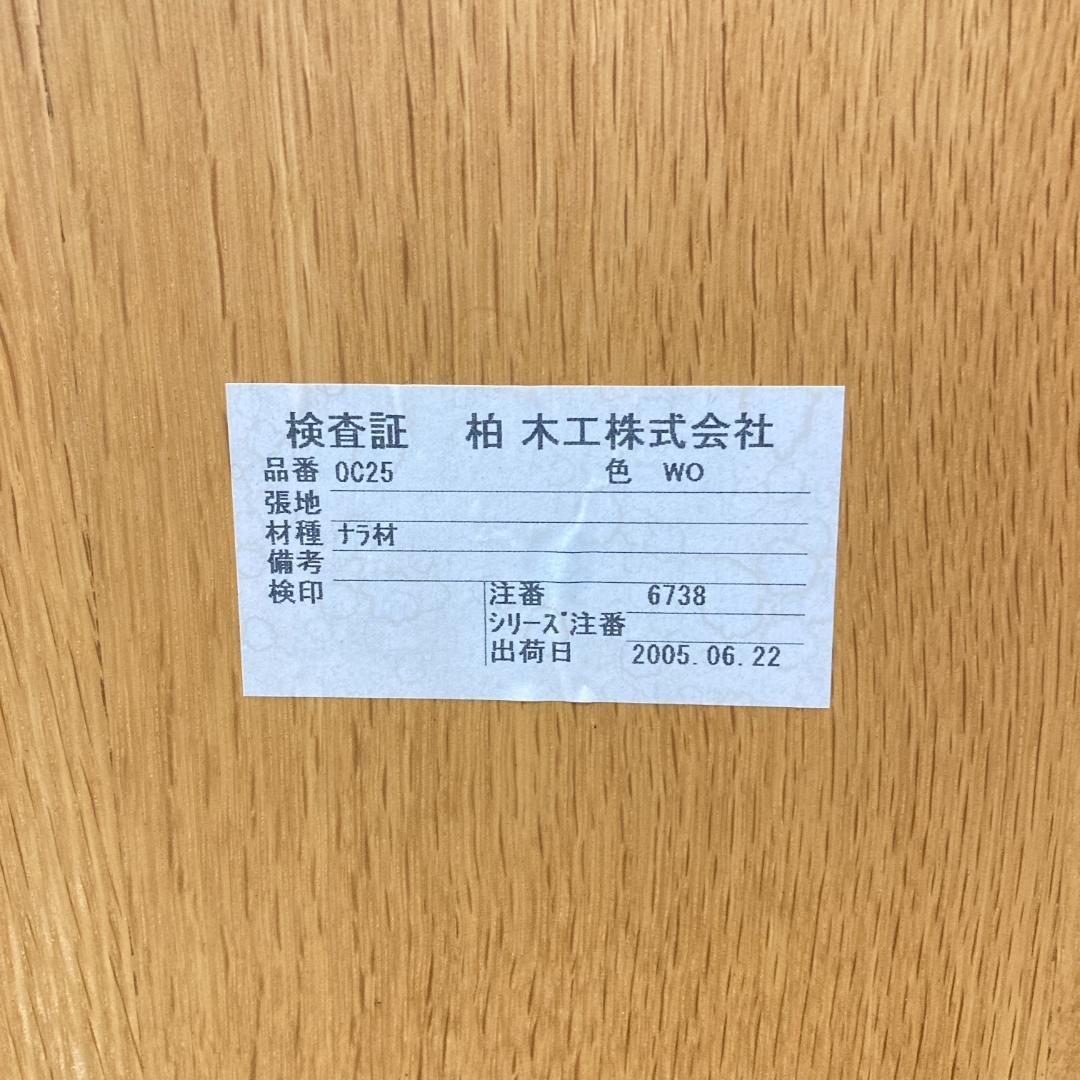 検査証 柏 木工株式会社
品番 OC25 色 WO
張地
材種 ナラ材
備考
検印 注番 6738
シリーズ注番
出荷日 2005.06.22